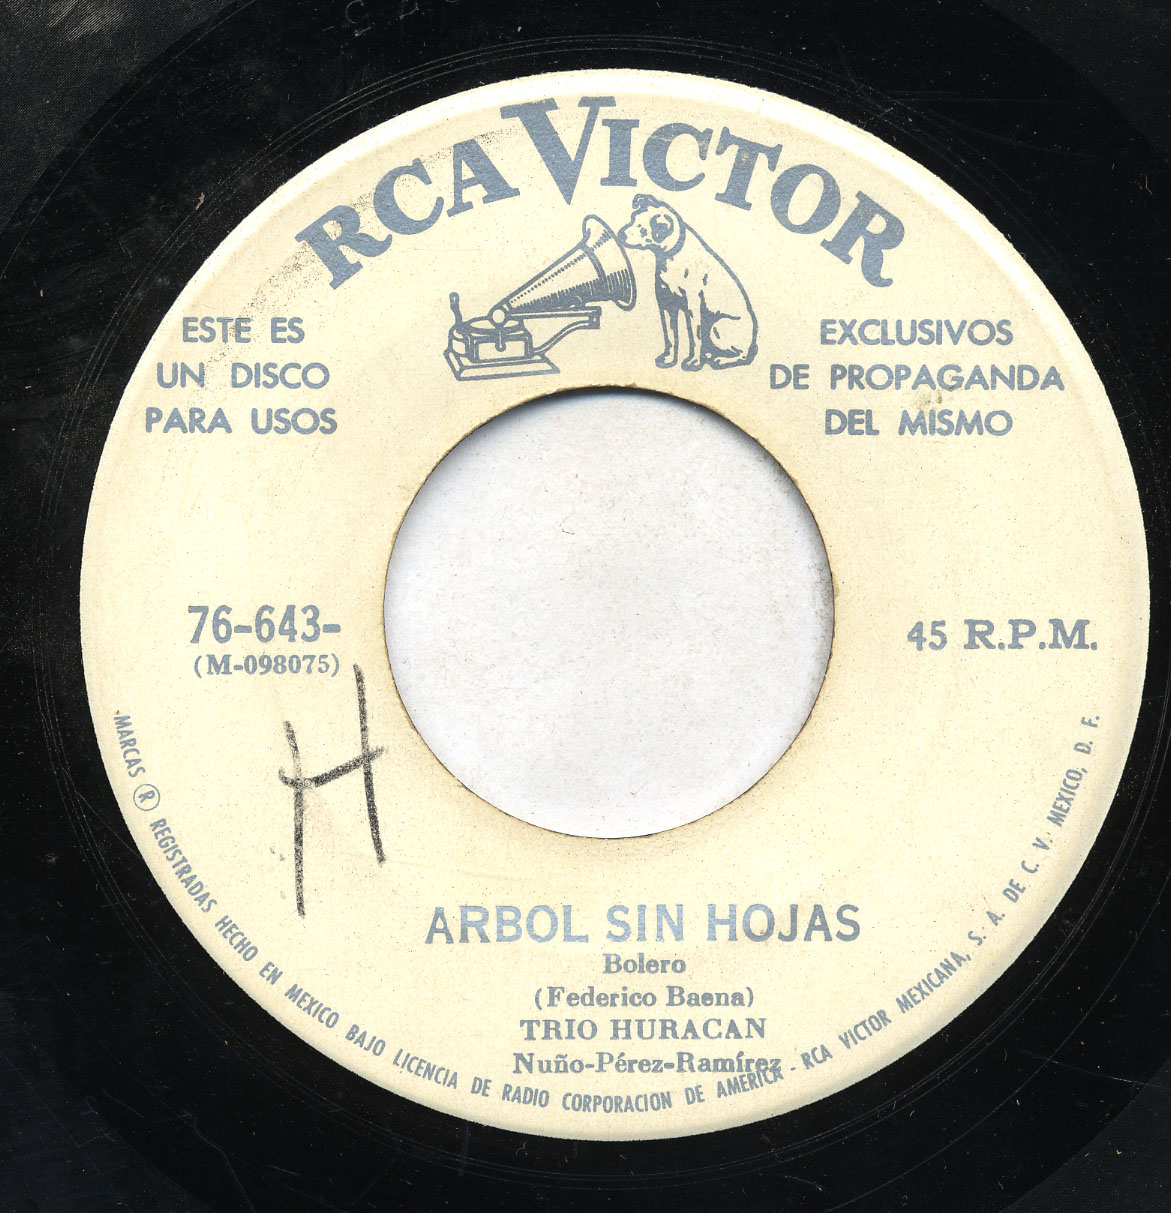 RCA VICTOR
ESTE ES
UN DISCO
PARA USOS
EXCLUSIVOS
DE PROPAGANDA
DEL MISMO
76-643-
(M-098075)
H
45 R.P.M.
ARBOL SIN HOJAS
Bolero
(Federico Baena)
TRIO HURACAN
Nuño-Pérez-Ramírez
·MARCAS ® REGISTRADAS HECHO EN MEXICO BAJO LICENCIA DE RADIO CORPORACION DE AMERICA - RCA VICTOR MEXICANA, S. A. DE C. V. MEXICO, D. F.